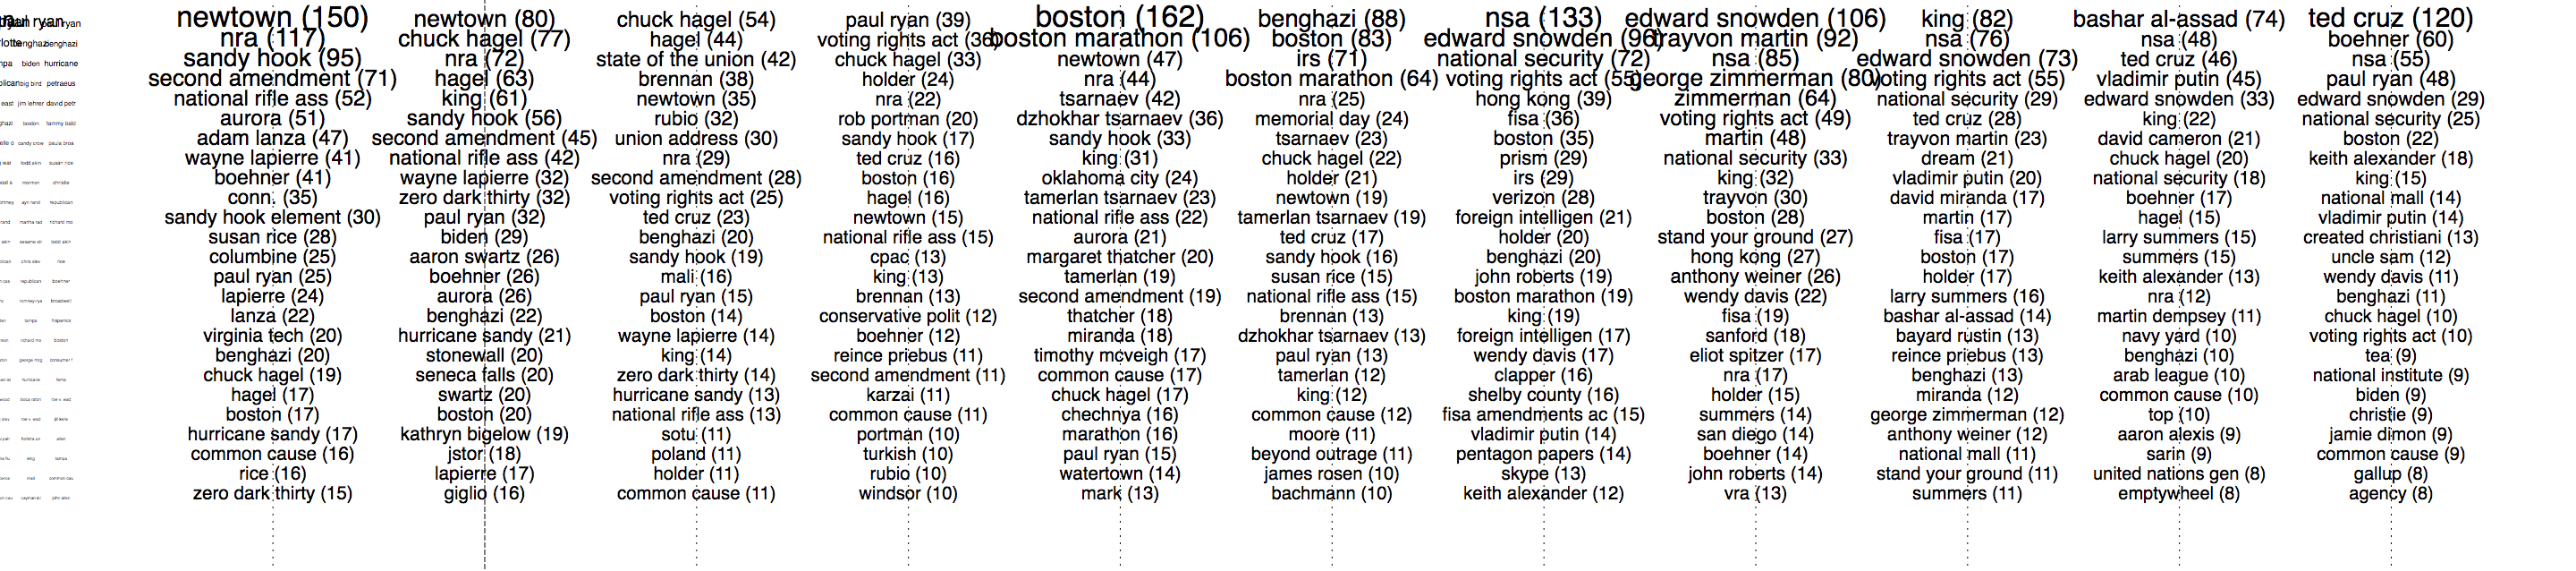 newtown (150)
nra (117)
sandy hook (95)
second amendment (71)
national rifle ass (52)
aurora (51)
adam lanza (47)
wayne lapierre (41)
boehner (41)
conn. (35)
sandy hook element (30)
susan rice (28)
columbine (25)
paul ryan (25)
lapierre (24)
lanza (22)
virginia tech (20)
benghazi (20)
chuck hagel (19)
hagel (17)
boston (17)
hurricane sandy (17)
common cause (16)
rice (16)
zero dark thirty (15)
newtown (80)
chuck hagel (77)
nra (72)
hagel (63)
king (61)
sandy hook (56)
second amendment (45)
national rifle ass (42)
wayne lapierre (32)
zero dark thirty (32)
paul ryan (32)
biden (29)
aaron swartz (26)
boehner (26)
aurora (26)
benghazi (22)
hurricane sandy (21)
stonewall (20)
seneca falls (20)
swartz (20)
boston (20)
kathryn bigelow (19)
jstor (18)
lapierre (17)
giglio (16)
chuck hagel (54)
hagel (44)
state of the union (42)
brennan (38)
newtown (35)
rubio (32)
union address (30)
nra (29)
second amendment (28)
voting rights act (25)
ted cruz (23)
benghazi (20)
sandy hook (19)
mali (16)
paul ryan (15)
boston (14)
wayne lapierre (14)
king (14)
zero dark thirty (14)
hurricane sandy (13)
national rifle ass (13)
sotu (11)
poland (11)
holder (11)
common cause (11)
paul ryan (39)
voting rights act (36)
chuck hagel (33)
holder (24)
nra (22)
rob portman (20)
sandy hook (17)
ted cruz (16)
boston (16)
hagel (16)
newtown (15)
national rifle ass (15)
cpac (13)
king (13)
brennan (13)
conservative polit (12)
boehner (12)
reince priebus (11)
second amendment (11)
karzai (11)
common cause (11)
portman (10)
turkish (10)
rubio (10)
windsor (10)
boston (162)
boston marathon (106)
newtown (47)
nra (44)
tsarnaev (42)
dzhokhar tsarnaev (36)
sandy hook (33)
king (31)
oklahoma city (24)
tamerlan tsarnaev (23)
national rifle ass (22)
aurora (21)
margaret thatcher (20)
tamerlan (19)
second amendment (19)
thatcher (18)
miranda (18)
timothy mcveigh (17)
common cause (17)
chuck hagel (17)
chechnya (16)
marathon (16)
paul ryan (15)
watertown (14)
mark (13)
benghazi (88)
boston (83)
irs (71)
boston marathon (64)
nra (25)
memorial day (24)
tsarnaev (23)
chuck hagel (22)
holder (21)
newtown (19)
tamerlan tsarnaev (19)
ted cruz (17)
sandy hook (16)
susan rice (15)
national rifle ass (15)
brennan (13)
dzhokhar tsarnaev (13)
paul ryan (13)
tamerlan (12)
king (12)
common cause (12)
moore (11)
beyond outrage (11)
james rosen (10)
bachmann (10)
nsa (133)
edward snowden (96)
national security (72)
voting rights act (55)
hong kong (39)
fisa (36)
boston (35)
prism (29)
irs (29)
verizon (28)
foreign intelligen (21)
holder (20)
benghazi (20)
john roberts (19)
boston marathon (19)
king (19)
foreign intelligen (17)
wendy davis (17)
clapper (16)
shelby county (16)
fisa amendments ac (15)
vladimir putin (14)
pentagon papers (14)
skype (13)
keith alexander (12)
edward snowden (106)
trayvon martin (92)
nsa (85)
george zimmerman (80)
zimmerman (64)
voting rights act (49)
martin (48)
national security (33)
king (32)
trayvon (30)
boston (28)
stand your ground (27)
hong kong (27)
anthony weiner (26)
wendy davis (22)
fisa (19)
sanford (18)
eliot spitzer (17)
nra (17)
holder (15)
summers (14)
san diego (14)
boehner (14)
john roberts (14)
vra (13)
king (82)
nsa (76)
edward snowden (73)
voting rights act (55)
national security (29)
ted cruz (28)
trayvon martin (23)
dream (21)
vladimir putin (20)
david miranda (17)
martin (17)
fisa (17)
boston (17)
holder (17)
larry summers (16)
bashar al-assad (14)
bayard rustin (13)
reince priebus (13)
benghazi (13)
miranda (12)
george zimmerman (12)
anthony weiner (12)
national mall (11)
stand your ground (11)
summers (11)
bashar al-assad (74)
nsa (48)
ted cruz (46)
vladimir putin (45)
edward snowden (33)
king (22)
david cameron (21)
chuck hagel (20)
national security (18)
boehner (17)
hagel (15)
larry summers (15)
summers (15)
keith alexander (13)
nra (12)
martin dempsey (11)
navy yard (10)
benghazi (10)
arab league (10)
common cause (10)
top (10)
aaron alexis (9)
sarin (9)
united nations gen (8)
emptywheel (8)
ted cruz (120)
boehner (60)
nsa (55)
paul ryan (48)
edward snowden (29)
national security (25)
boston (22)
keith alexander (18)
king (15)
national mall (14)
vladimir putin (14)
created christiani (13)
uncle sam (12)
wendy davis (11)
benghazi (11)
chuck hagel (10)
voting rights act (10)
tea (9)
national institute (9)
biden (9)
christie (9)
jamie dimon (9)
common cause (9)
gallup (8)
agency (8)